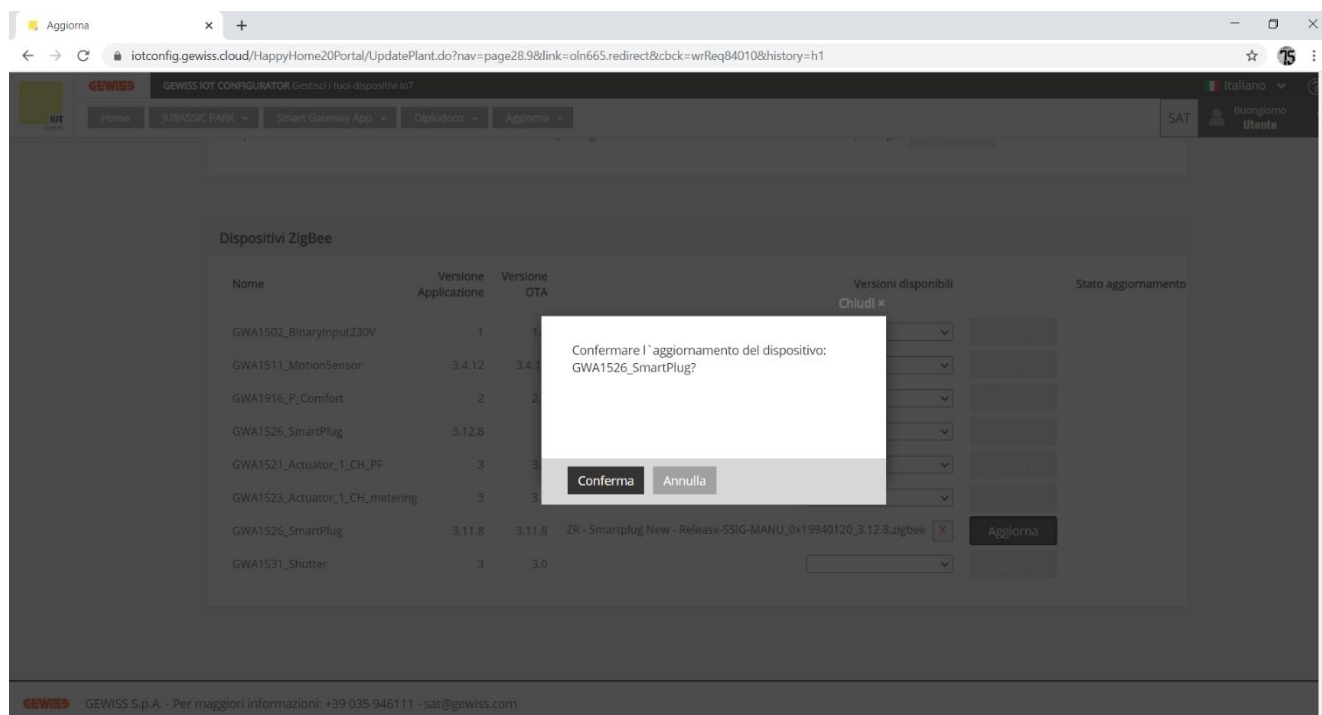 Aggiorna
iotconfig.gewiss.cloud/HappyHome20Portal/UpdatePlant.do?nav=page28.9&link=oln665.redirect&cbck=wrReq84010&history=h1
75
GEWISS GEWISS IOT CONFIGURATOR Gestisci i tuoi dispositivi IoT Italiano
IOT Home JURASSIC PARK Smart Gateway App Diplodoco Aggiorna SAT Buongiorno
Utente
Dispositivi ZigBee
Nome Versione Applicazione Versione OTA Versioni disponibili Stato aggiornamento
Chiudi ×
GWA1502_BinaryInput230V 1
GWA1511_MotionSensor 3.4.12
GWA1916_P_Comfort 2
GWA1526_SmartPlug 3.12.8
GWA1521_Actuator_1_CH_PF 3
GWA1523_Actuator_1_CH_metering 3
GWA1526_SmartPlug 3.11.8 3.11.8 ZR - Smartplug New - Release-SSIG-MANU_0x19940120_3.12.8.zigbee X Aggiorna
GWA1531_Shutter 3 3.0
Confermare l`aggiornamento del dispositivo:
GWA1526_SmartPlug?
Conferma Annulla
GEWISS GEWISS S.p.A. - Per maggiori informazioni: +39 035 946111 - sat@gewiss.com